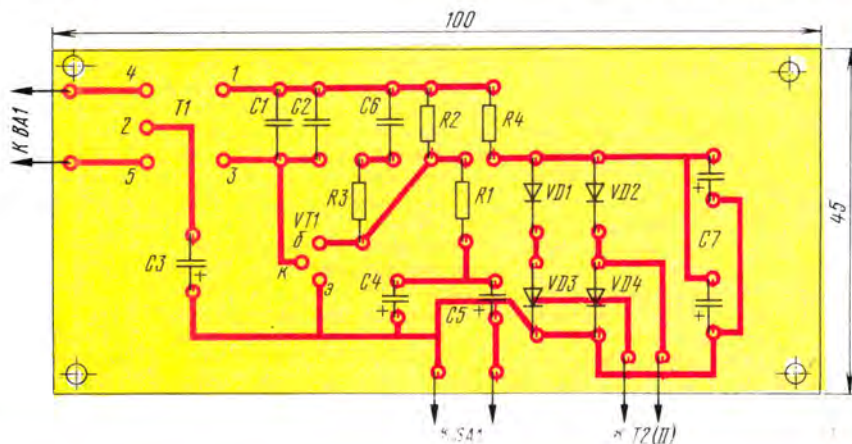 100
45
К ВА1
4
1
2
T1
5
3
C1
C2
C6
R2
R4
R3
R1
VT1
б
к
э
C3
C4
C5
VD1
VD2
VD3
VD4
C7
+
+
+
+
+
К SA1
К T2(II)